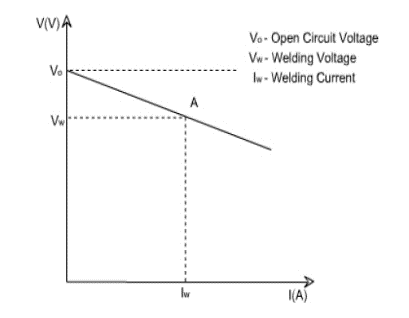 V(V)
Vo - Open Circuit Voltage
Vw - Welding Voltage
Iw - Welding Current
Vo
A
Vw
Iw
I(A)